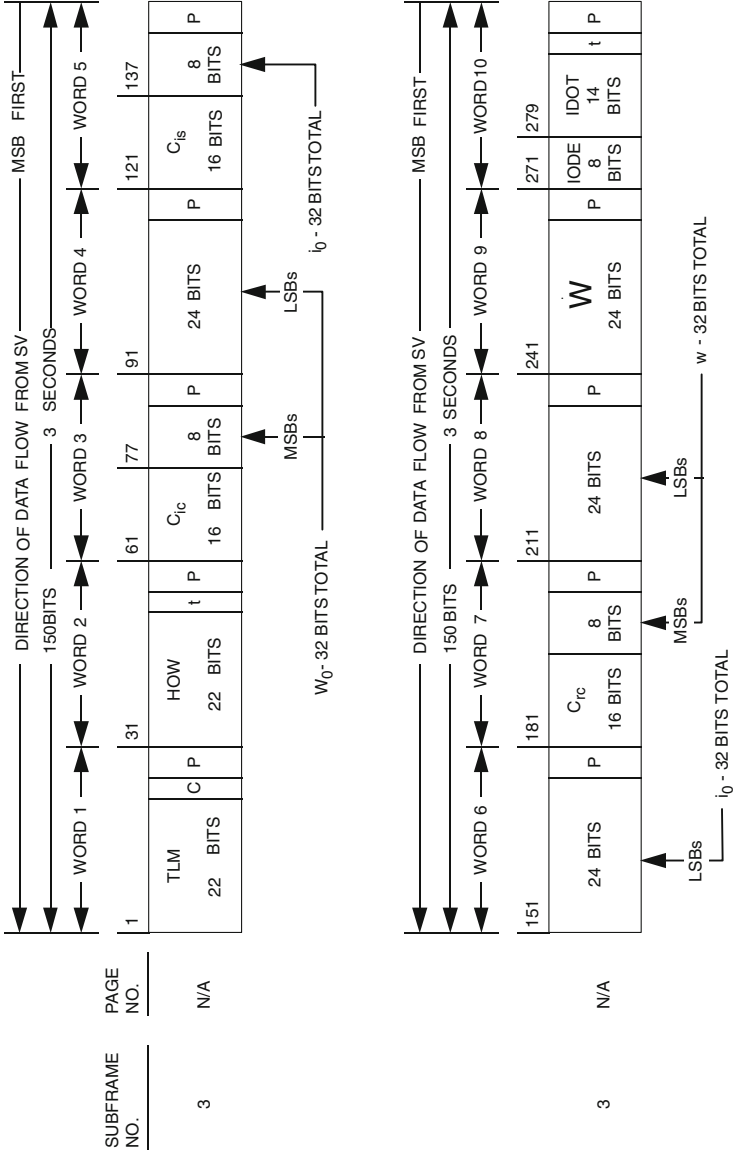 SUBFRAME NO.
PAGE NO.
DIRECTION OF DATA FLOW FROM SV MSB FIRST
150BITS 3 SECONDS
WORD 1 WORD 2 WORD 3 WORD 4 WORD 5
1 31 61 77 91 121 137
3 N/A
TLM 22 BITS
C
P
HOW 22 BITS
t
P
Cic 16 BITS
8 BITS
P
24 BITS
P
Cis 16 BITS
8 BITS
P
MSBs LSBs
W0- 32 BITS TOTAL
i0 - 32 BITS TOTAL
DIRECTION OF DATA FLOW FROM SV MSB FIRST
150 BITS 3 SECONDS
WORD 6 WORD 7 WORD 8 WORD 9 WORD10
151 181 211 241 271 279
3 N/A
24 BITS
P
Crc 16 BITS
8 BITS
P
24 BITS
P
Ẇ 24 BITS
P
IODE 8 BITS
IDOT 14 BITS
t
P
LSBs MSBs LSBs
i0 - 32 BITS TOTAL
w - 32 BITS TOTAL